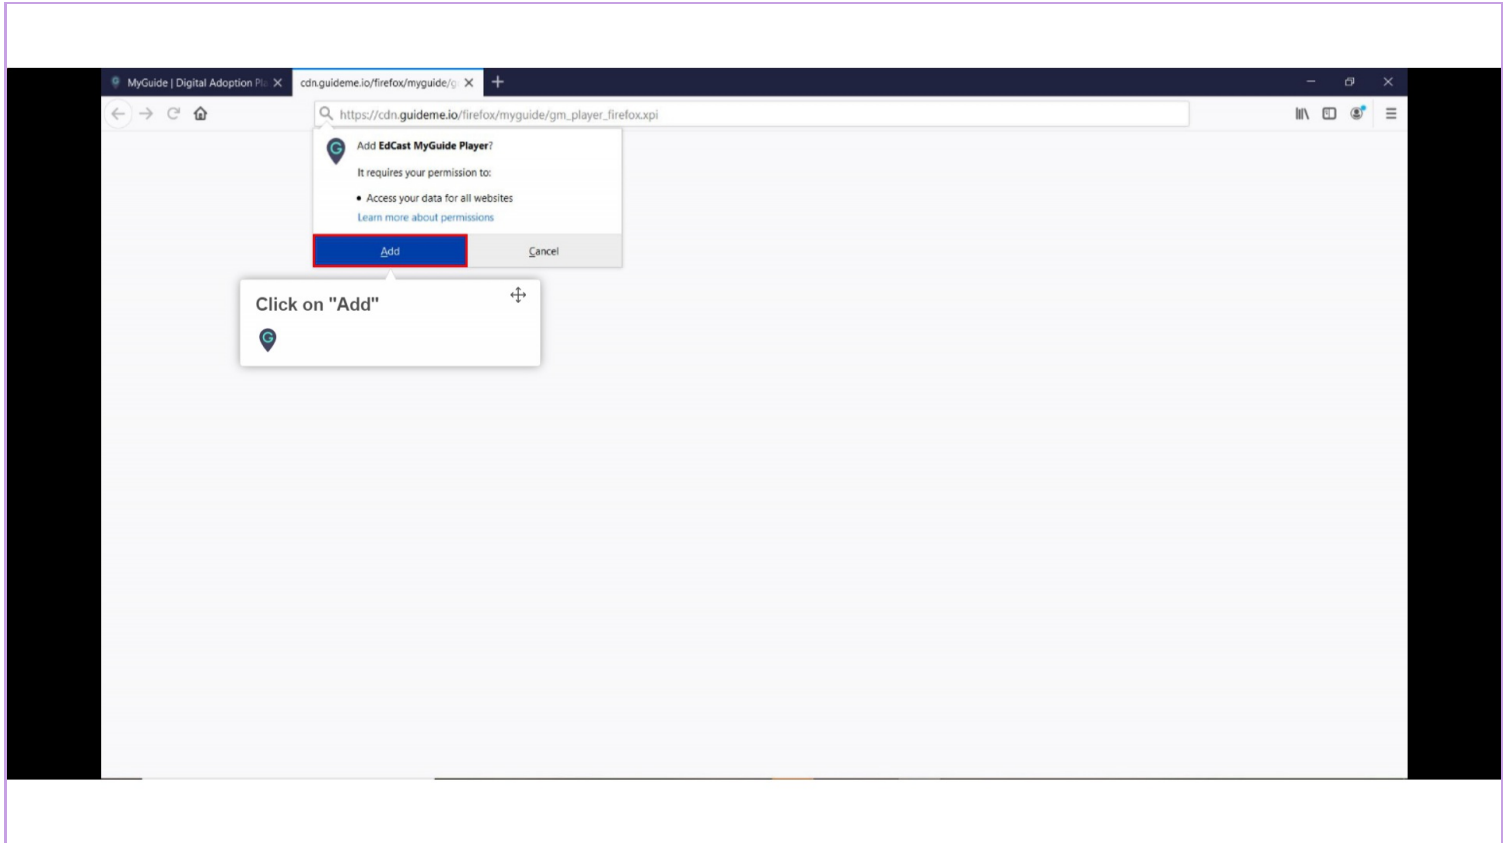 MyGuide | Digital Adoption Pla
cdn.guideme.io/firefox/myguide/g
https://cdn.guideme.io/firefox/myguide/gm_player_firefox.xpi
Add EdCast MyGuide Player?
It requires your permission to:
• Access your data for all websites
Learn more about permissions
Add
Cancel
Click on "Add"
G